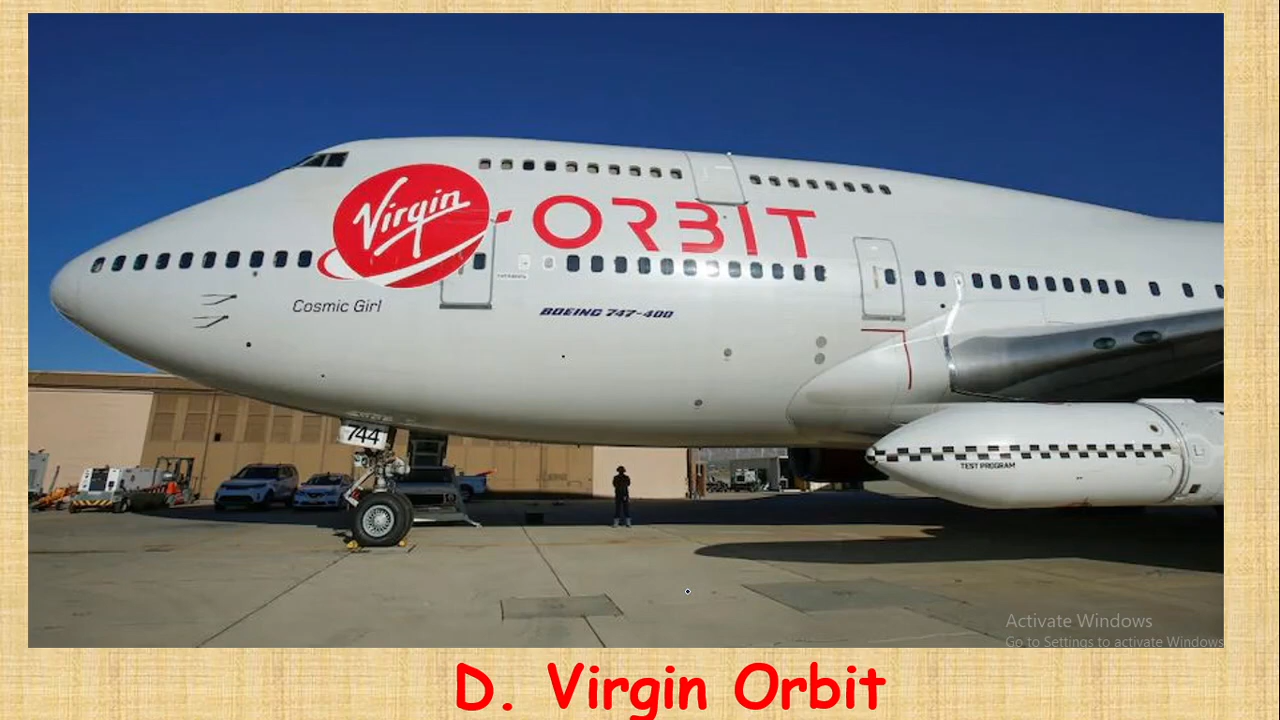 Virgin
ORBIT
Cosmic Girl
BOEING 747-400
744
TEST PROGRAM
Activate Windows
Go to Settings to activate Windows
D. Virgin Orbit